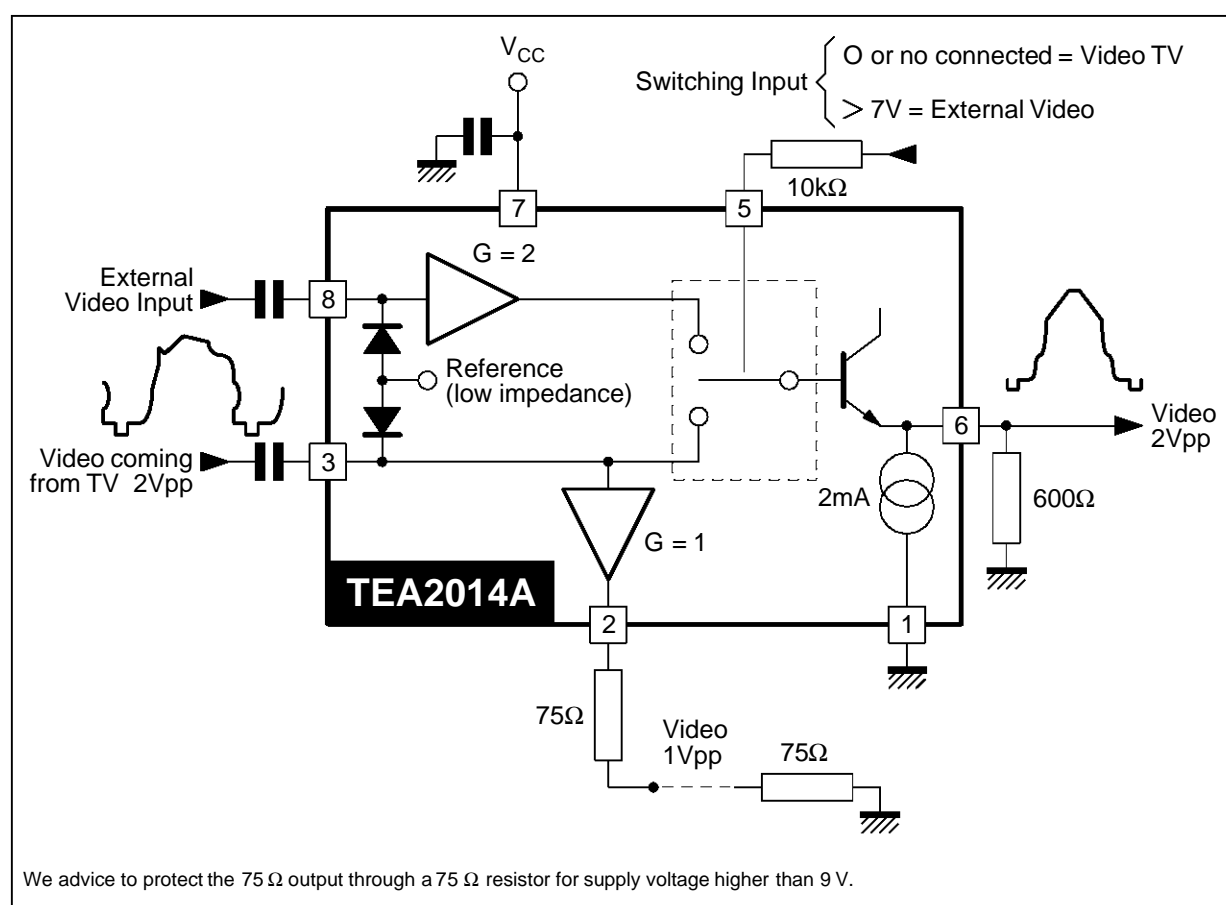 V_CC
Switching Input
O or no connected = Video TV
> 7V = External Video
10kΩ
7
5
G = 2
External
Video Input
8
Reference
(low impedance)
Video coming
from TV 2Vpp
3
6
Video
2Vpp
2mA
600Ω
G = 1
TEA2014A
2
1
75Ω
Video
1Vpp
75Ω
We advice to protect the 75 Ω output through a 75 Ω resistor for supply voltage higher than 9 V.